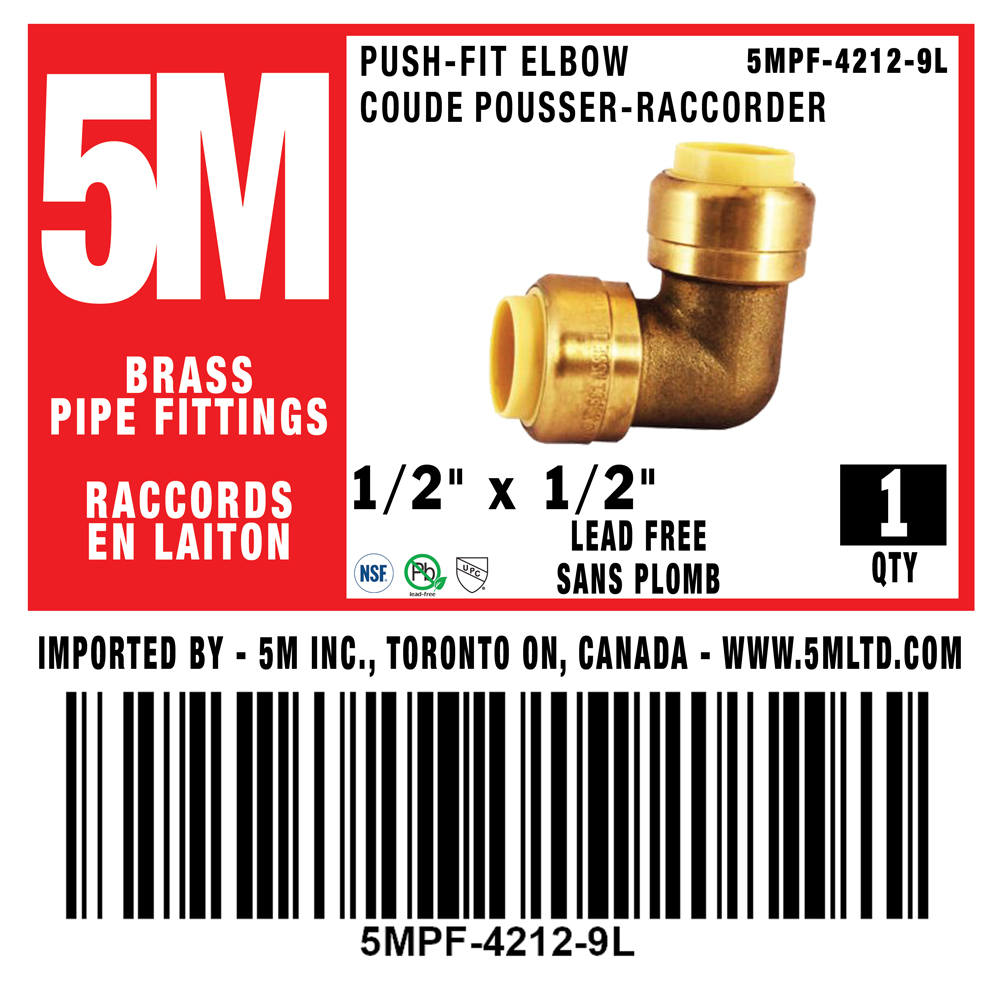 5M
BRASS
PIPE FITTINGS
RACCORDS
EN LAITON
PUSH-FIT ELBOW 5MPF-4212-9L
COUDE POUSSER-RACCORDER
1/2" x 1/2"
LEAD FREE
SANS PLOMB
1
QTY
NSF
Pb
lead-free
UPC
IMPORTED BY - 5M INC., TORONTO ON, CANADA - WWW.5MLTD.COM
5MPF-4212-9L